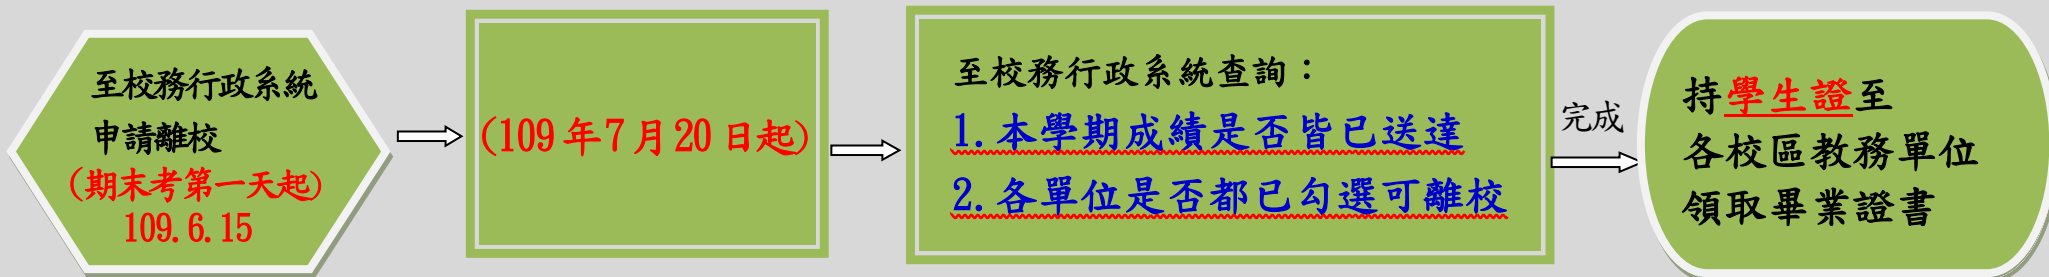 至校務行政系統
申請離校
(期末考第一天起)
109.6.15
(109年7月20日起)
至校務行政系統查詢：
1.本學期成績是否皆已送達
2.各單位是否都已勾選可離校
完成
持學生證至
各校區教務單位
領取畢業證書